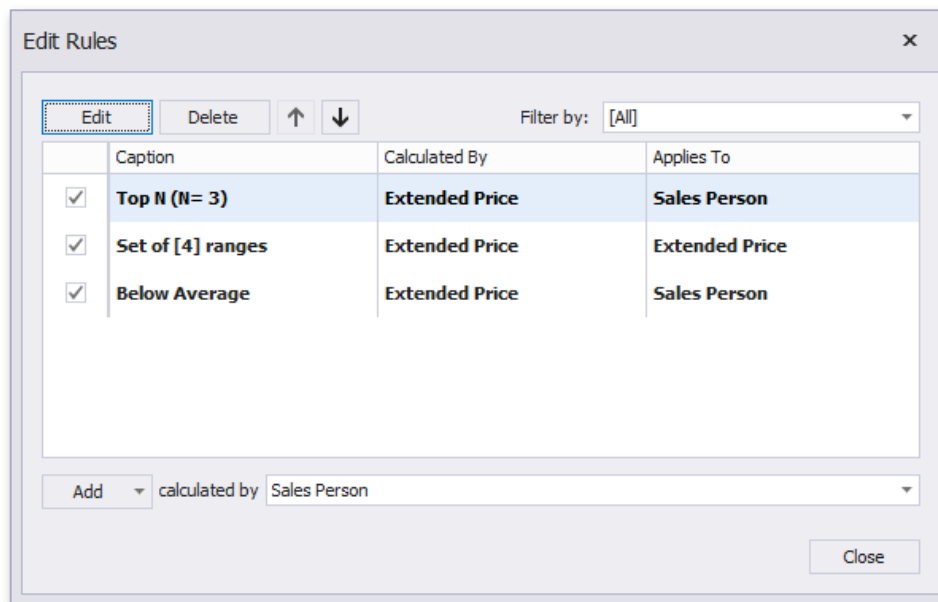 Edit Rules
Edit Delete Filter by: [All]
Caption Calculated By Applies To
Top N (N= 3) Extended Price Sales Person
Set of [4] ranges Extended Price Extended Price
Below Average Extended Price Sales Person
Add calculated by Sales Person
Close